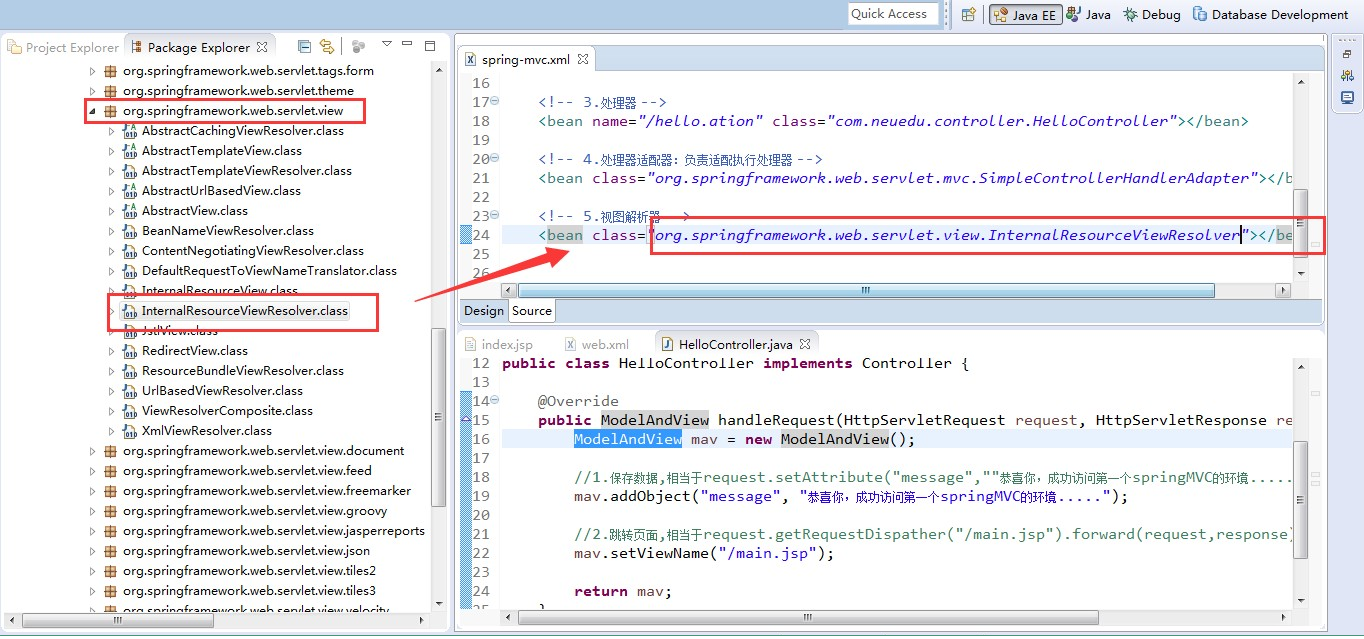 Quick Access
Java EE
Java
Debug
Database Development
Project Explorer
Package Explorer
org.springframework.web.servlet.tags.form
org.springframework.web.servlet.theme
org.springframework.web.servlet.view
AbstractCachingViewResolver.class
AbstractTemplateView.class
AbstractTemplateViewResolver.class
AbstractUrlBasedView.class
AbstractView.class
BeanNameViewResolver.class
ContentNegotiatingViewResolver.class
DefaultRequestToViewNameTranslator.class
InternalResourceView.class
InternalResourceViewResolver.class
JstlView.class
RedirectView.class
ResourceBundleViewResolver.class
UrlBasedViewResolver.class
ViewResolverComposite.class
XmlViewResolver.class
org.springframework.web.servlet.view.document
org.springframework.web.servlet.view.feed
org.springframework.web.servlet.view.freemarker
org.springframework.web.servlet.view.groovy
org.springframework.web.servlet.view.jasperreports
org.springframework.web.servlet.view.json
org.springframework.web.servlet.view.tiles2
org.springframework.web.servlet.view.tiles3
org.springframework.web.servlet.view.velocity
spring-mvc.xml
16
17 <!-- 3.处理器 -->
18 <bean name="/hello.ation" class="com.neuedu.controller.HelloController"></bean>
19
20 <!-- 4.处理器适配器：负责适配执行处理器 -->
21 <bean class="org.springframework.web.servlet.mvc.SimpleControllerHandlerAdapter"></b
22
23 <!-- 5.视图解析器 -->
24 <bean class="org.springframework.web.servlet.view.InternalResourceViewResolver"></be
25
26
Design
Source
index.jsp
web.xml
HelloController.java
12 public class HelloController implements Controller {
13
14 @Override
15 public ModelAndView handleRequest(HttpServletRequest request, HttpServletResponse re
16 ModelAndView mav = new ModelAndView();
17
18 //1.保存数据,相当于request.setAttribute("message",""恭喜你，成功访问第一个springMVC的环境.....
19 mav.addObject("message", "恭喜你，成功访问第一个springMVC的环境.....");
20
21 //2.跳转页面,相当于request.getRequestDispather("/main.jsp").forward(request,response)
22 mav.setViewName("/main.jsp");
23
24 return mav;
25 }